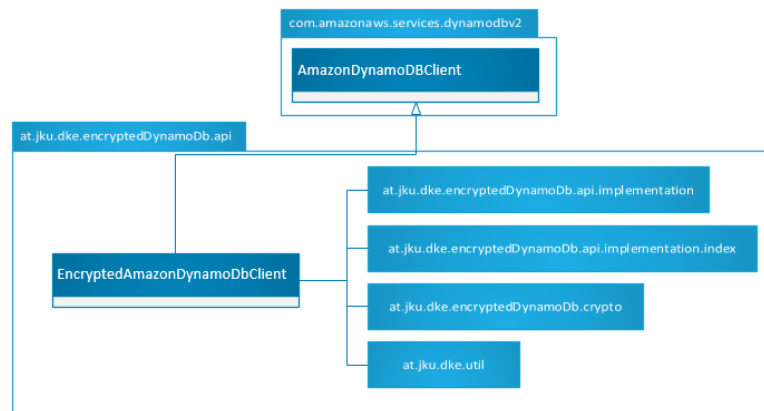 com.amazonaws.services.dynamodbv2
AmazonDynamoDBClient
at.jku.dke.encryptedDynamoDb.api
at.jku.dke.encryptedDynamoDb.api.implementation
at.jku.dke.encryptedDynamoDb.api.implementation.index
EncryptedAmazonDynamoDbClient
at.jku.dke.encryptedDynamoDb.crypto
at.jku.dke.util